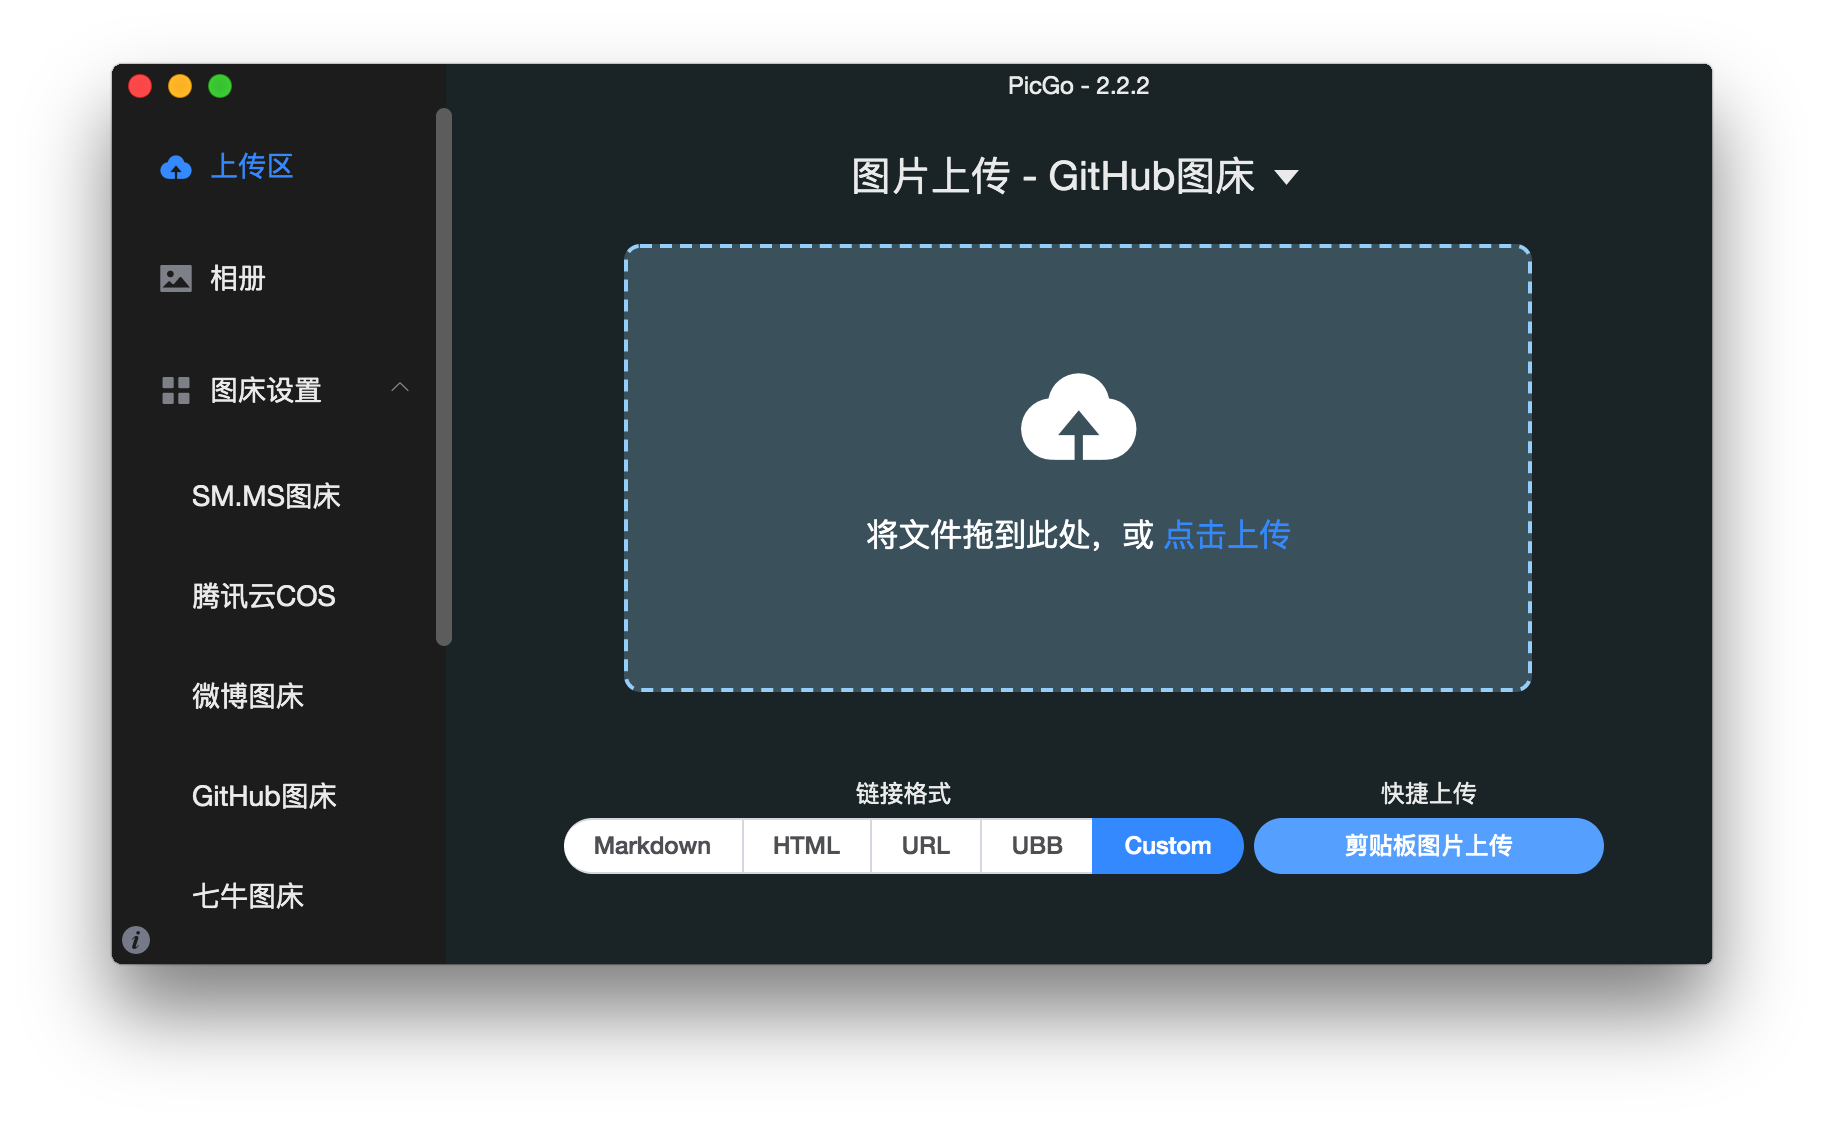 PicGo - 2.2.2
上传区
相册
图床设置
SM.MS图床
腾讯云COS
微博图床
GitHub图床
七牛图床
图片上传 - GitHub图床
将文件拖到此处，或 点击上传
链接格式
Markdown HTML URL UBB Custom
快捷上传
剪贴板图片上传